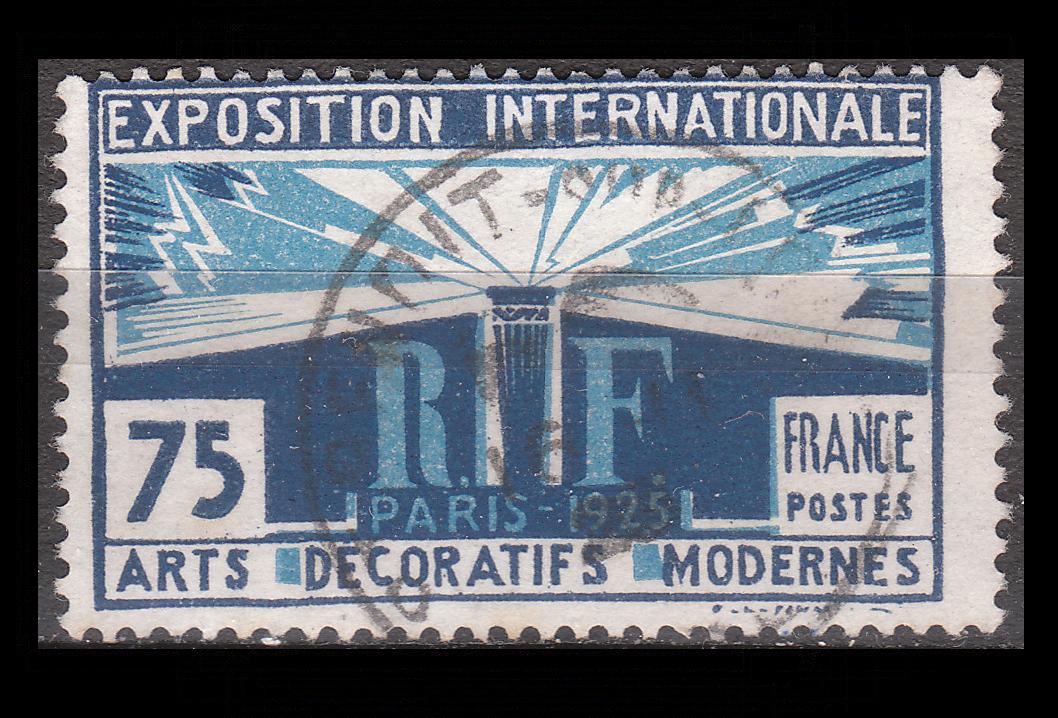 EXPOSITION INTERNATIONALE
R. F
75
FRANCE
POSTES
PARIS - 1925
ARTS DECORATIFS MODERNES